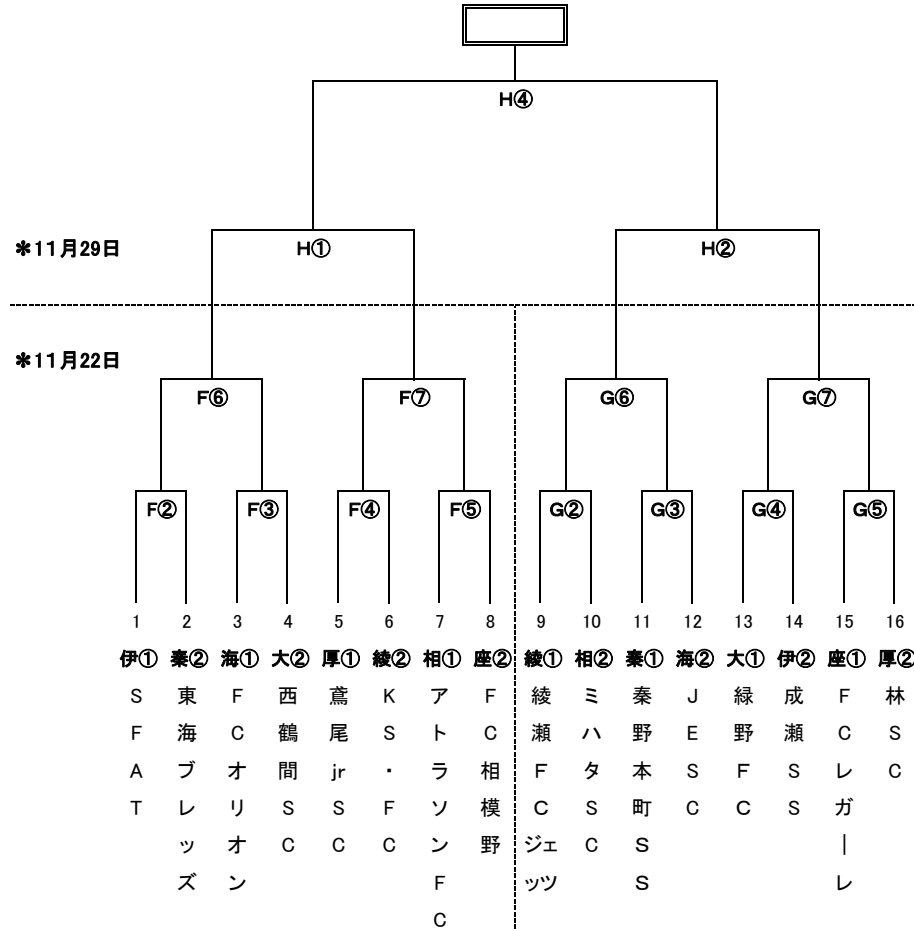 H④
*11月29日
H①
H②
*11月22日
F⑥
F⑦
G⑥
G⑦
F②
F③
F④
F⑤
G②
G③
G④
G⑤
1 2 3 4 5 6 7 8 9 10 11 12 13 14 15 16
伊① 秦② 海① 大② 厚① 綾② 相① 座② 綾① 相② 秦① 海② 大① 伊② 座① 厚②
SFAT
東海ブレッズ
FCオリオン
西鶴間SC
鳶尾jrSC
KS・FC
アトラソンFC
FC相模野
綾瀬FCジェッツ
ミハタSC
秦野本町SS
JESC
緑野FC
成瀬SS
FCレガーレ
林SC